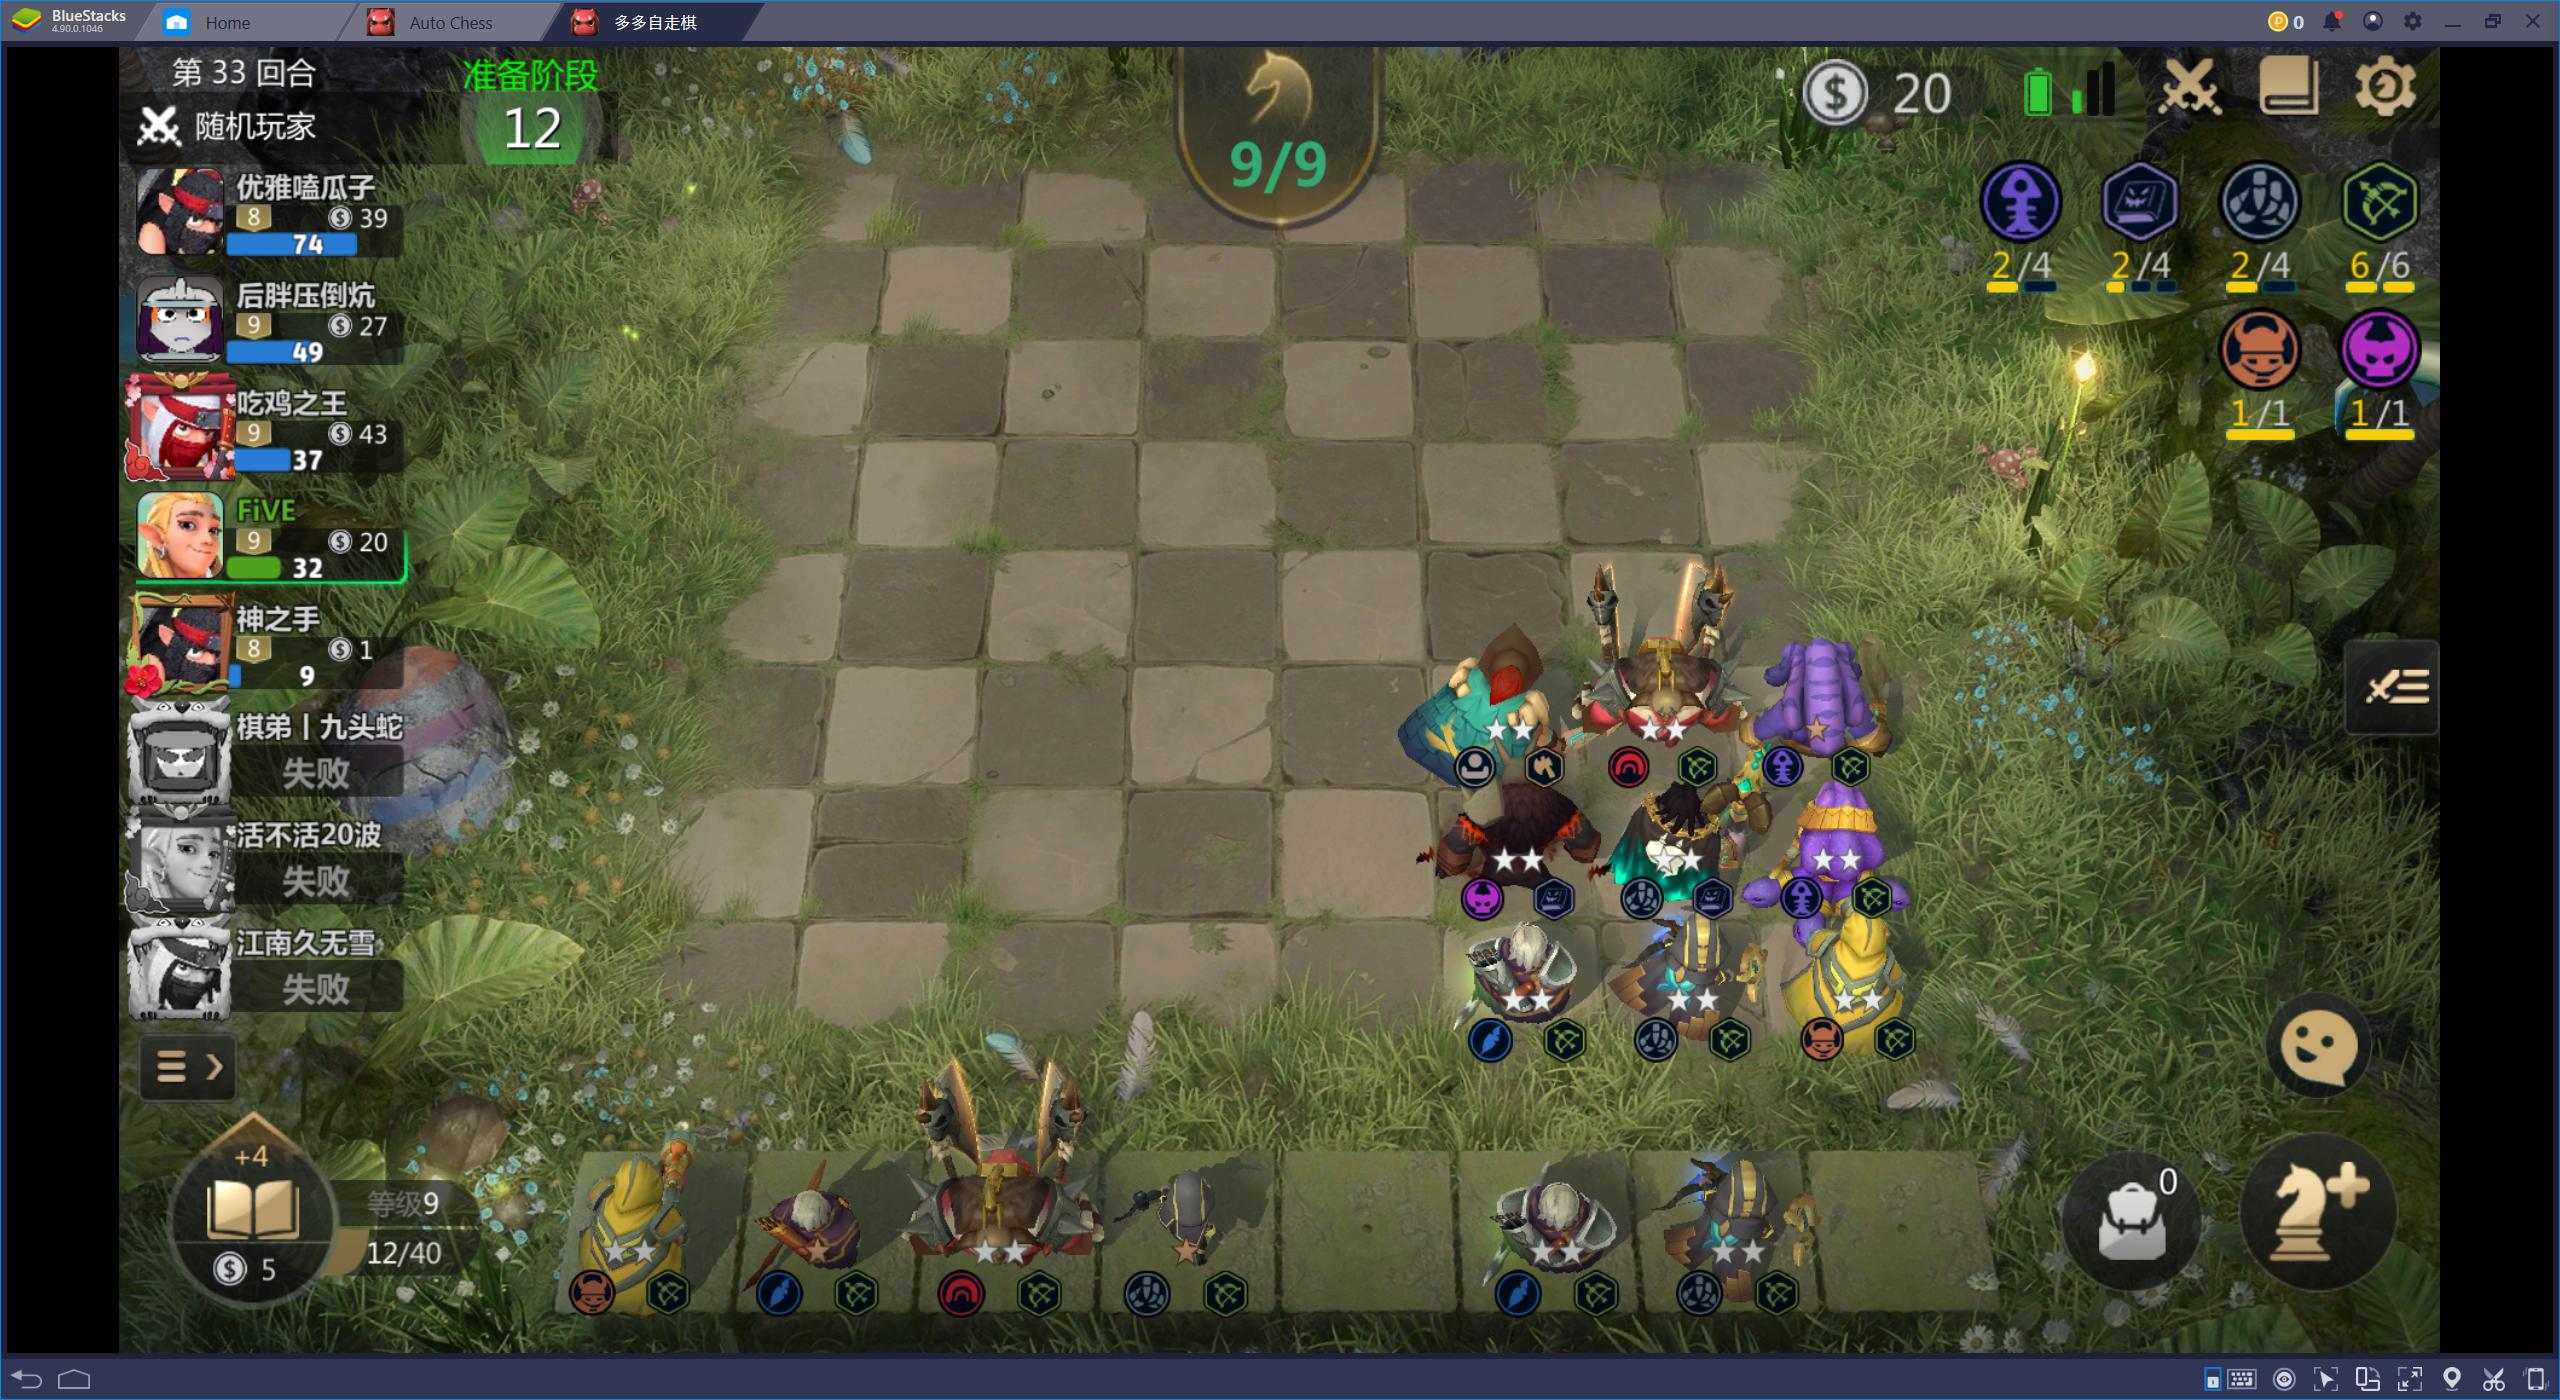 BlueStacks
4.90.0.1046
Home
Auto Chess
多多自走棋
0
第 33 回合
准备阶段
随机玩家
12
9/9
20
优雅嗑瓜子
8 39
74
后胖压倒炕
9 27
49
吃鸡之王
9 43
37
FiVE
9 20
32
神之手
8 1
9
棋弟丨九头蛇
失败
活不活20波
失败
江南久无雪
失败
2/4
2/4
2/4
6/6
1/1
1/1
+4
等级9
12/40
5
0